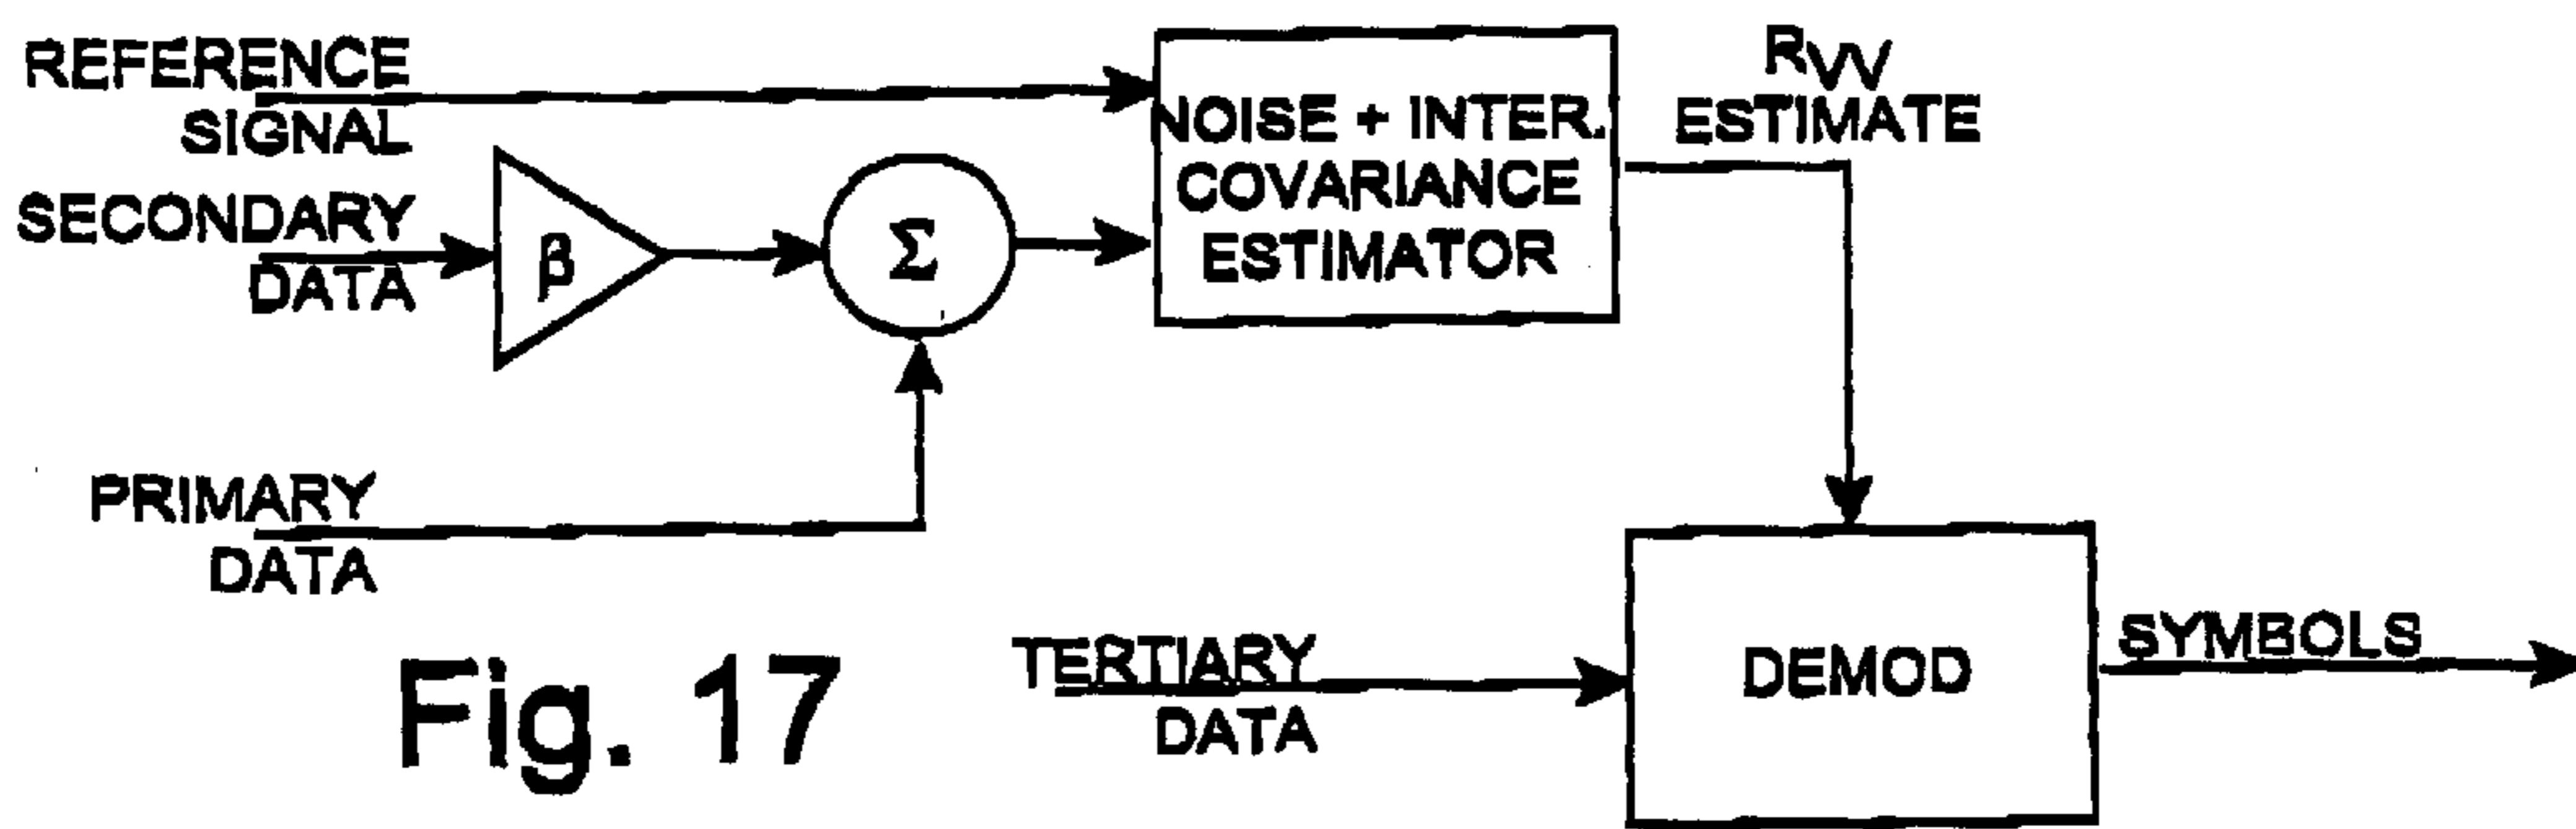 REFERENCE
SIGNAL
SECONDARY
DATA
β
Σ
NOISE + INTER.
COVARIANCE
ESTIMATOR
RVV
ESTIMATE
PRIMARY
DATA
TERTIARY
DATA
DEMOD
SYMBOLS
Fig. 17